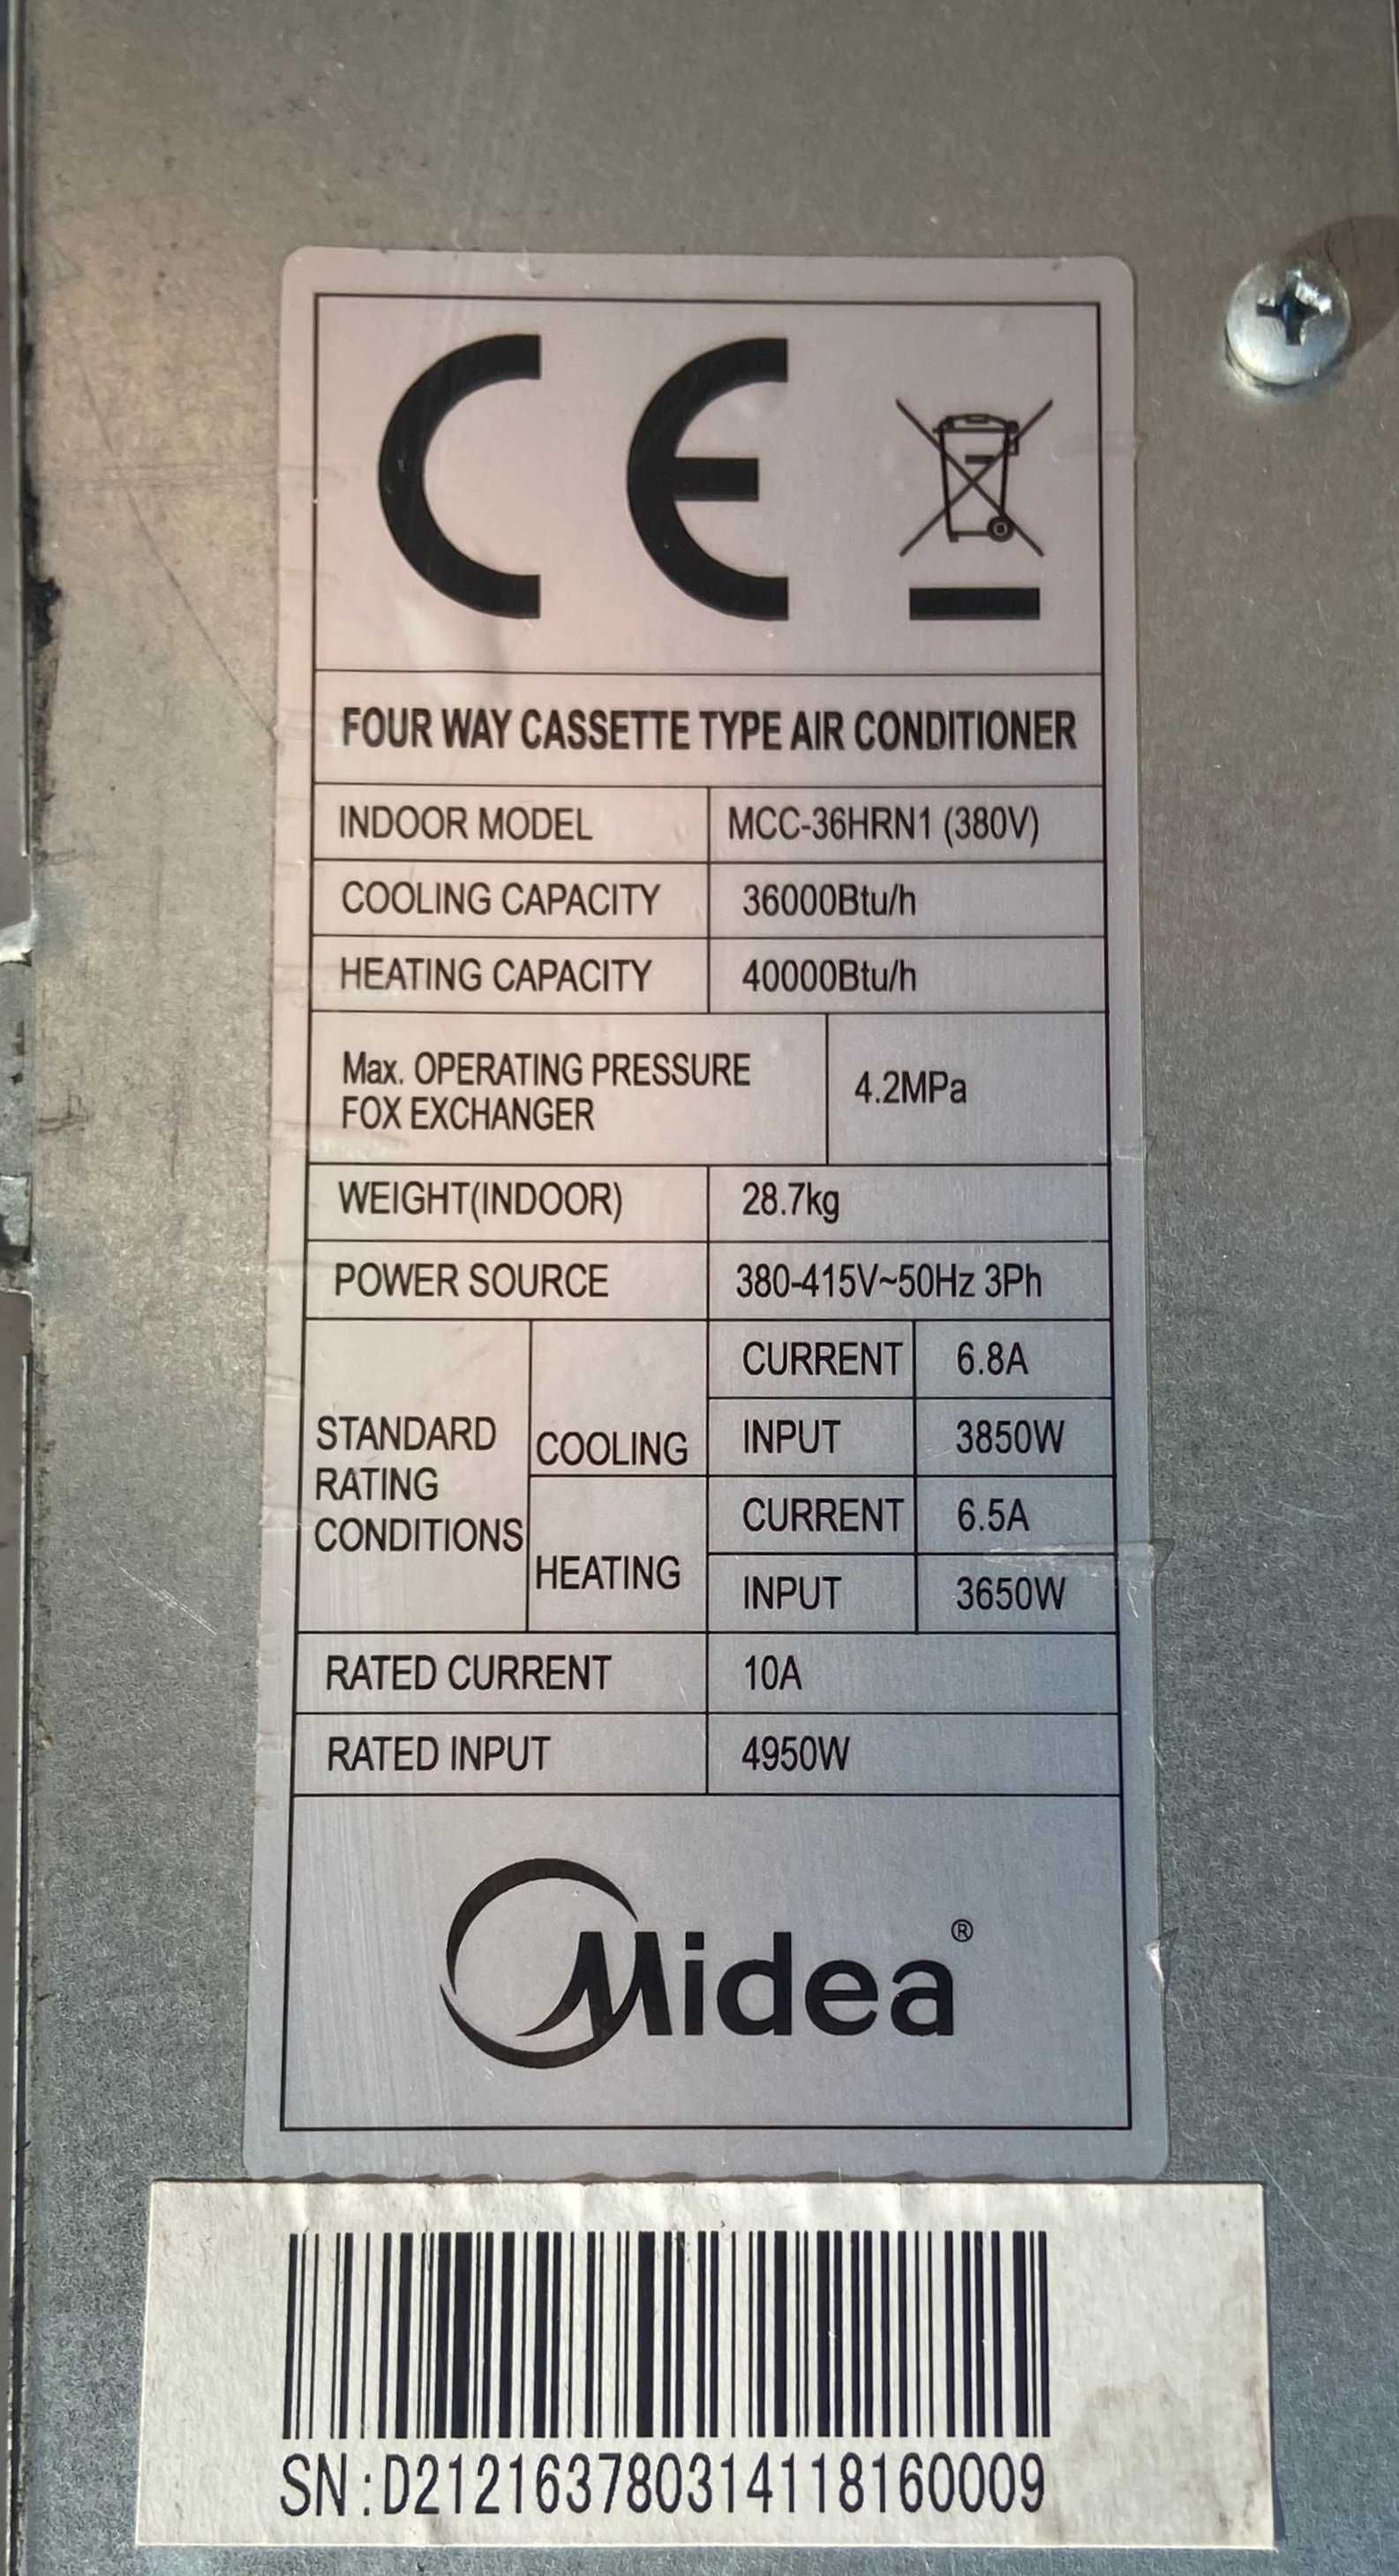 CE
FOUR WAY CASSETTE TYPE AIR CONDITIONER
INDOOR MODEL MCC-36HRN1 (380V)
COOLING CAPACITY 36000Btu/h
HEATING CAPACITY 40000Btu/h
Max. OPERATING PRESSURE
FOX EXCHANGER 4.2MPa
WEIGHT(INDOOR) 28.7kg
POWER SOURCE 380-415V~50Hz 3Ph
STANDARD
RATING
CONDITIONS
COOLING
CURRENT 6.8A
INPUT 3850W
HEATING
CURRENT 6.5A
INPUT 3650W
RATED CURRENT 10A
RATED INPUT 4950W
Midea®
SN:D212163780314118160009